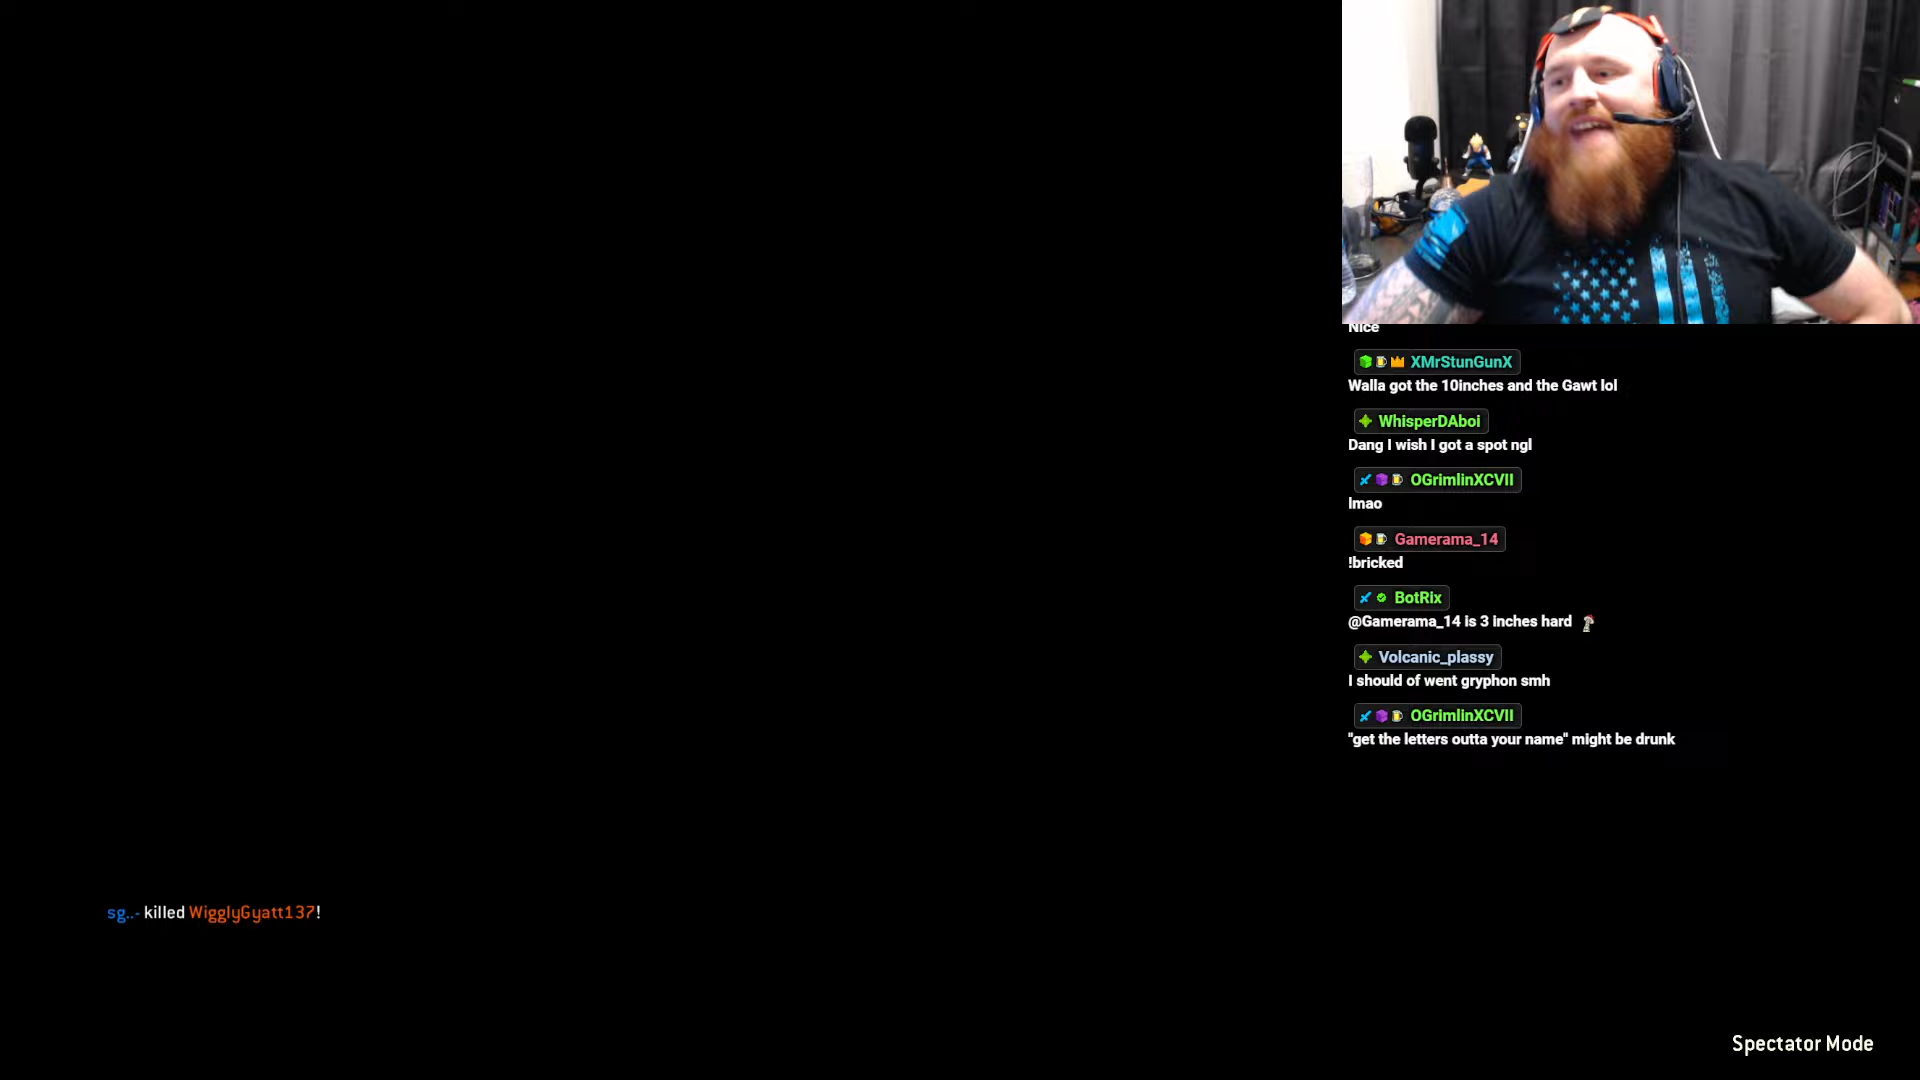 Nice
XMrStunGunX
Walla got the 10inches and the Gawt lol
WhisperDAboi
Dang I wish I got a spot ngl
OGrimlinXCVII
lmao
Gamerama_14
!bricked
BotRix
@Gamerama_14 is 3 inches hard
Volcanic_plassy
I should of went gryphon smh
OGrimlinXCVII
"get the letters outta your name" might be drunk
sg..- killed WigglyGyatt137!
Spectator Mode